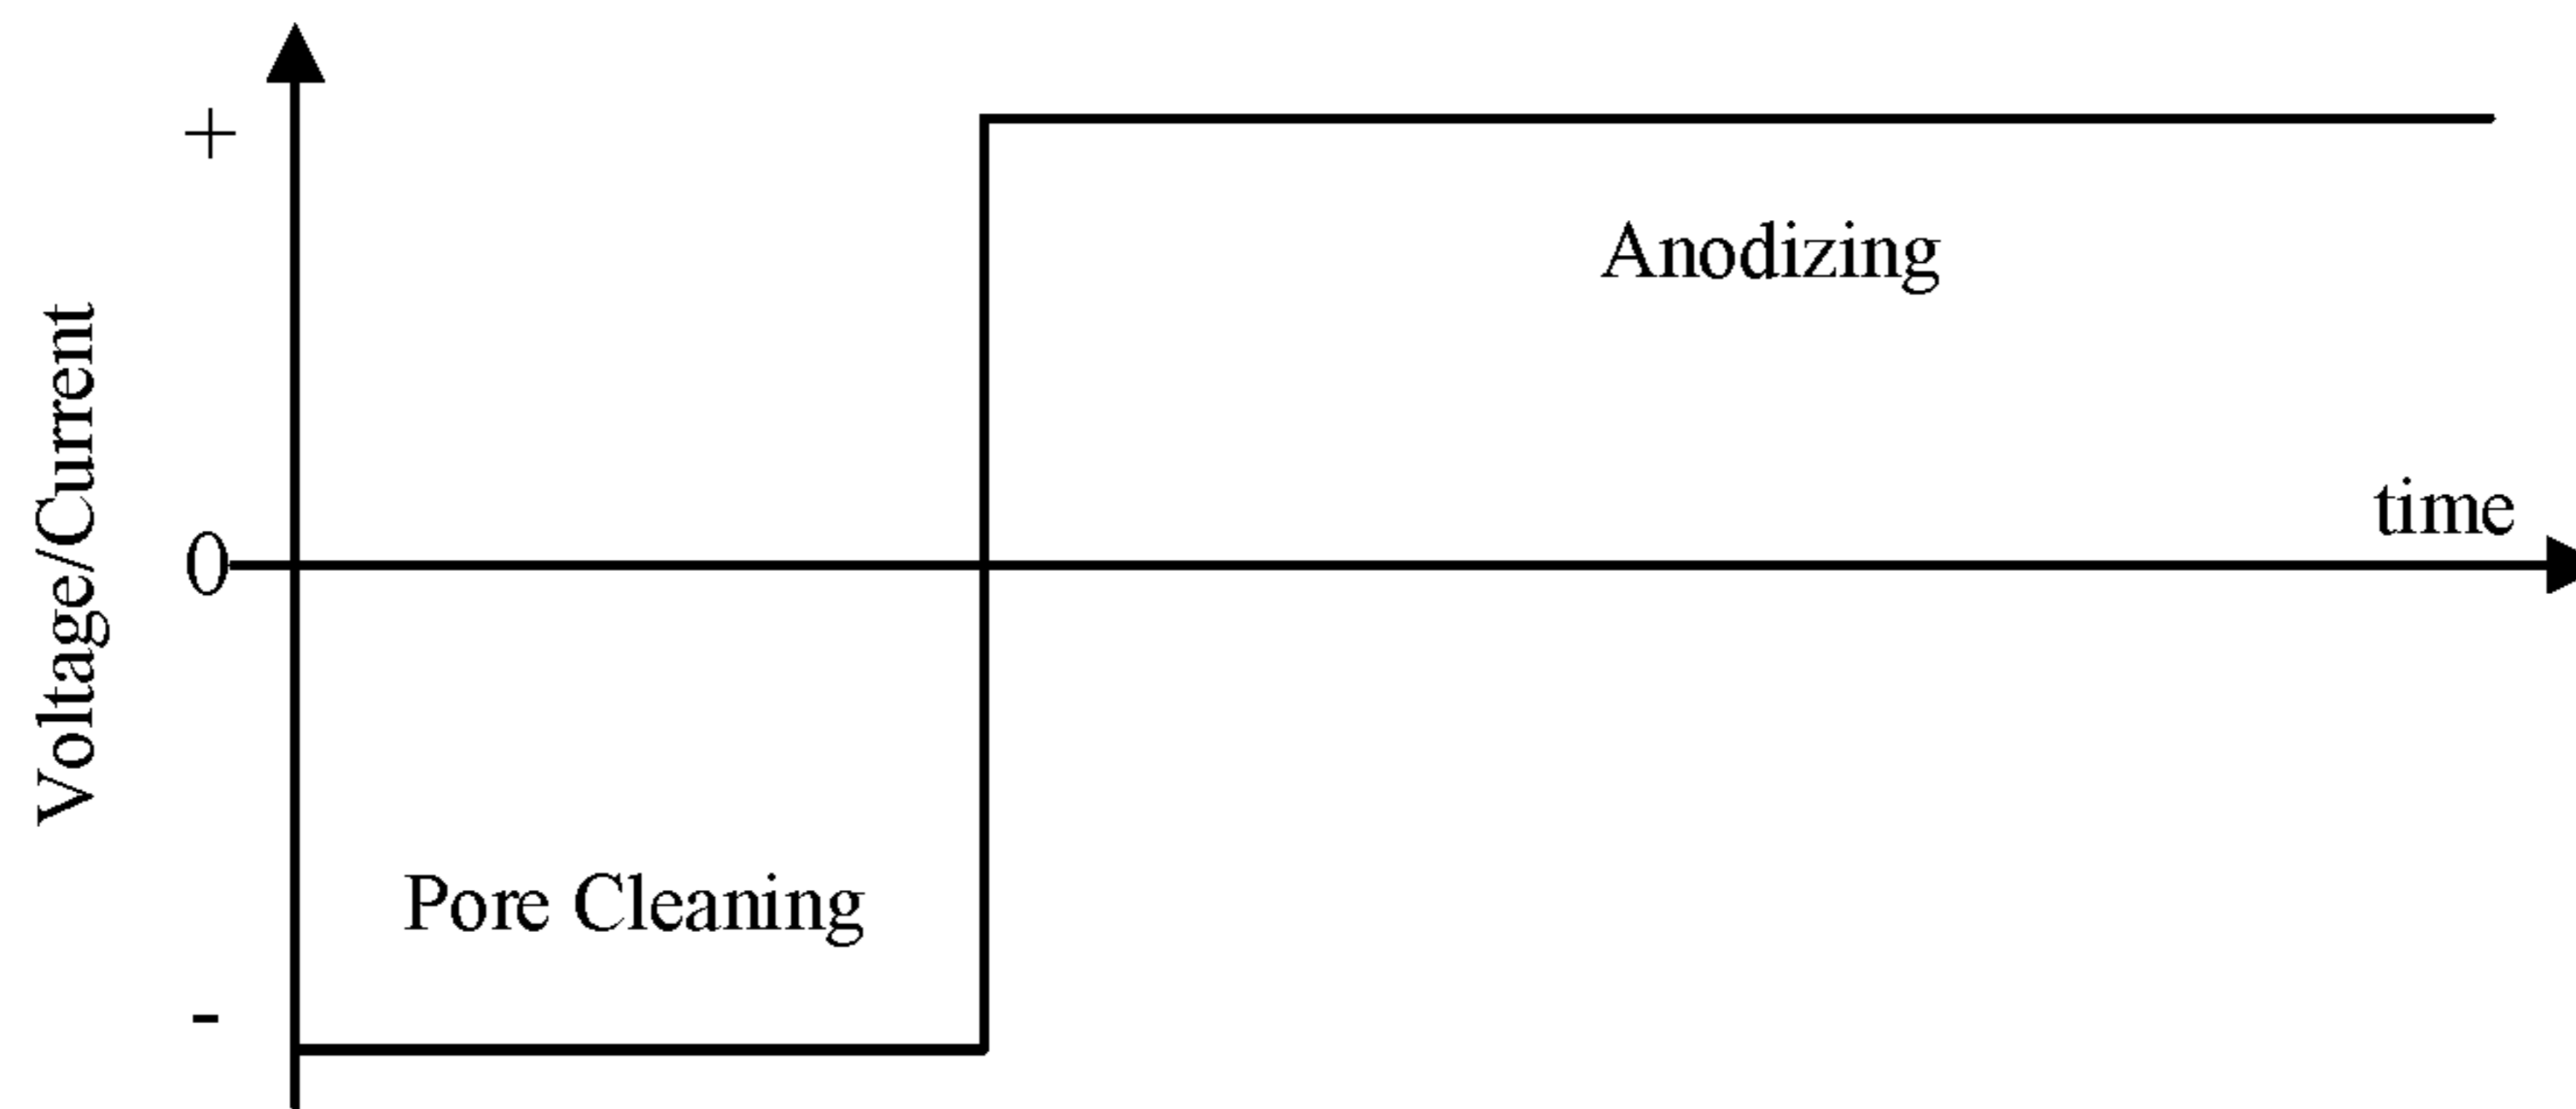 +
Anodizing
Voltage/Current
time
0
Pore Cleaning
-